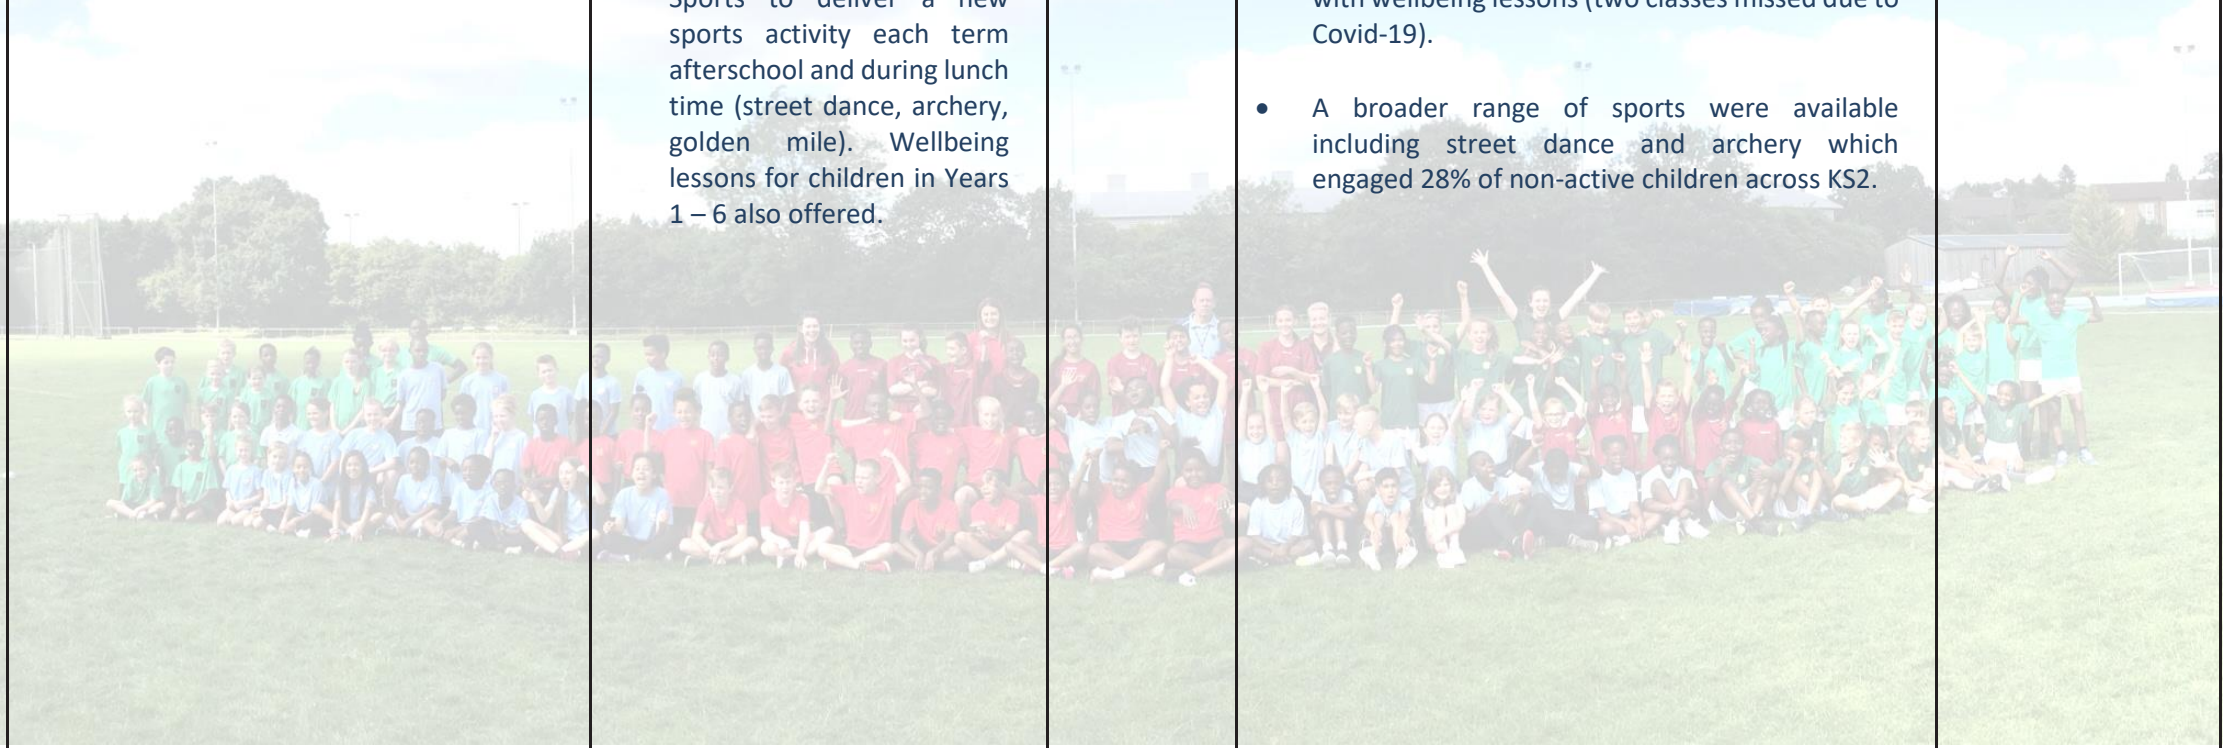 Sports to deliver a new
sports activity each term
afterschool and during lunch
time (street dance, archery,
golden mile). Wellbeing
lessons for children in Years
1 – 6 also offered.
with wellbeing lessons (two classes missed due to
Covid-19).
• A broader range of sports were available
including street dance and archery which
engaged 28% of non-active children across KS2.